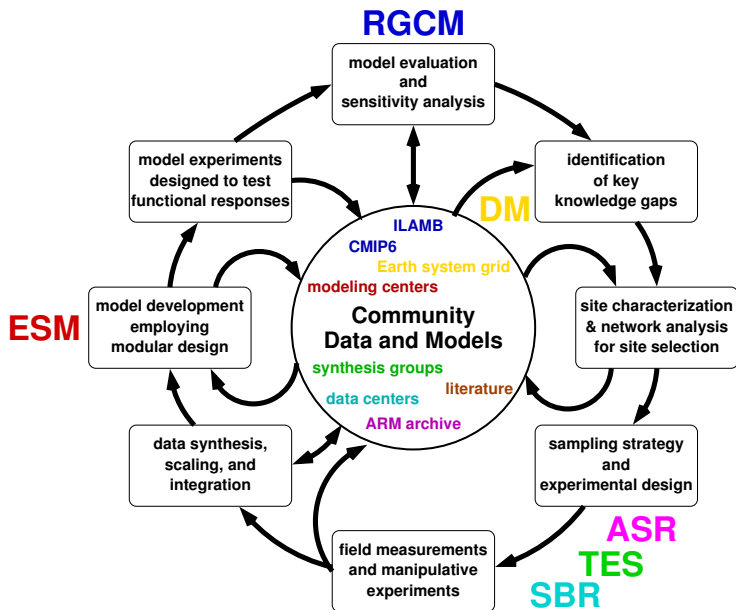 RGCM
model evaluation
and
sensitivity analysis
model experiments
designed to test
functional responses
identification
of key
knowledge gaps
DM
ILAMB
CMIP6
Earth system grid
modeling centers
Community
Data and Models
synthesis groups
literature
data centers
ARM archive
ESM
model development
employing
modular design
site characterization
& network analysis
for site selection
data synthesis,
scaling, and
integration
sampling strategy
and
experimental design
field measurements
and manipulative
experiments
ASR
TES
SBR